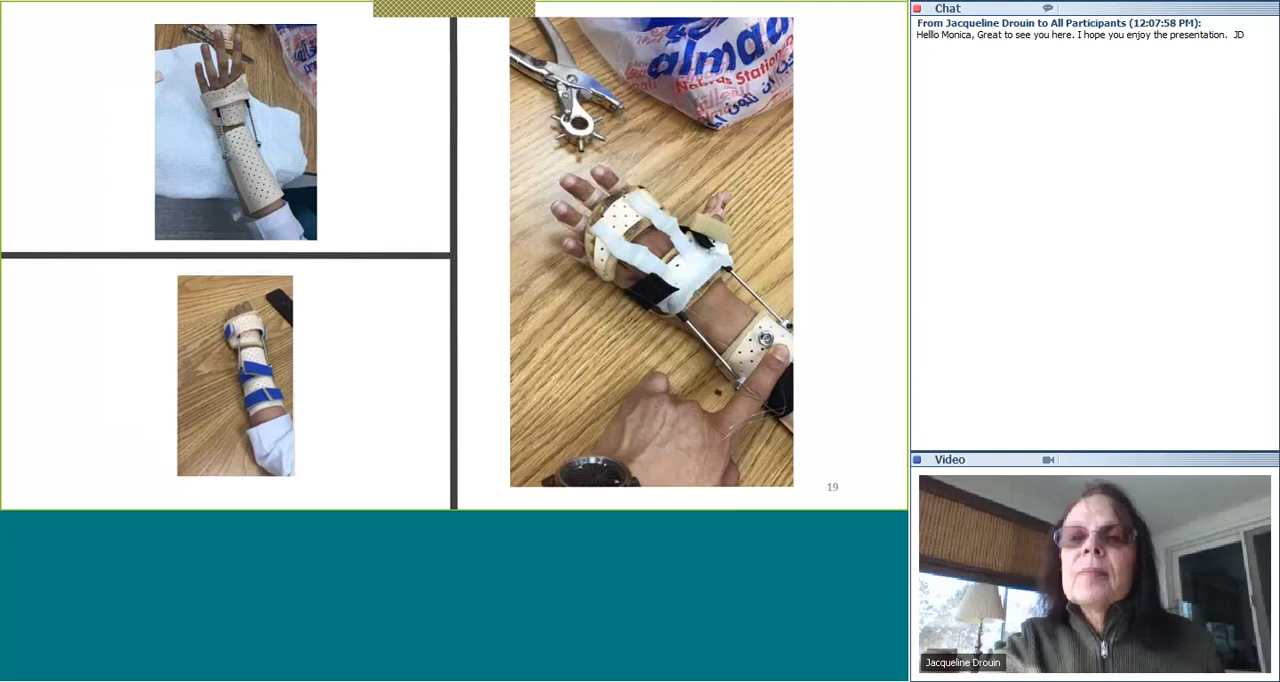 Chat
From Jacqueline Drouin to All Participants (12:07:58 PM):
Hello Monica, Great to see you here. I hope you enjoy the presentation. JD
19
Video
Jacqueline Drouin